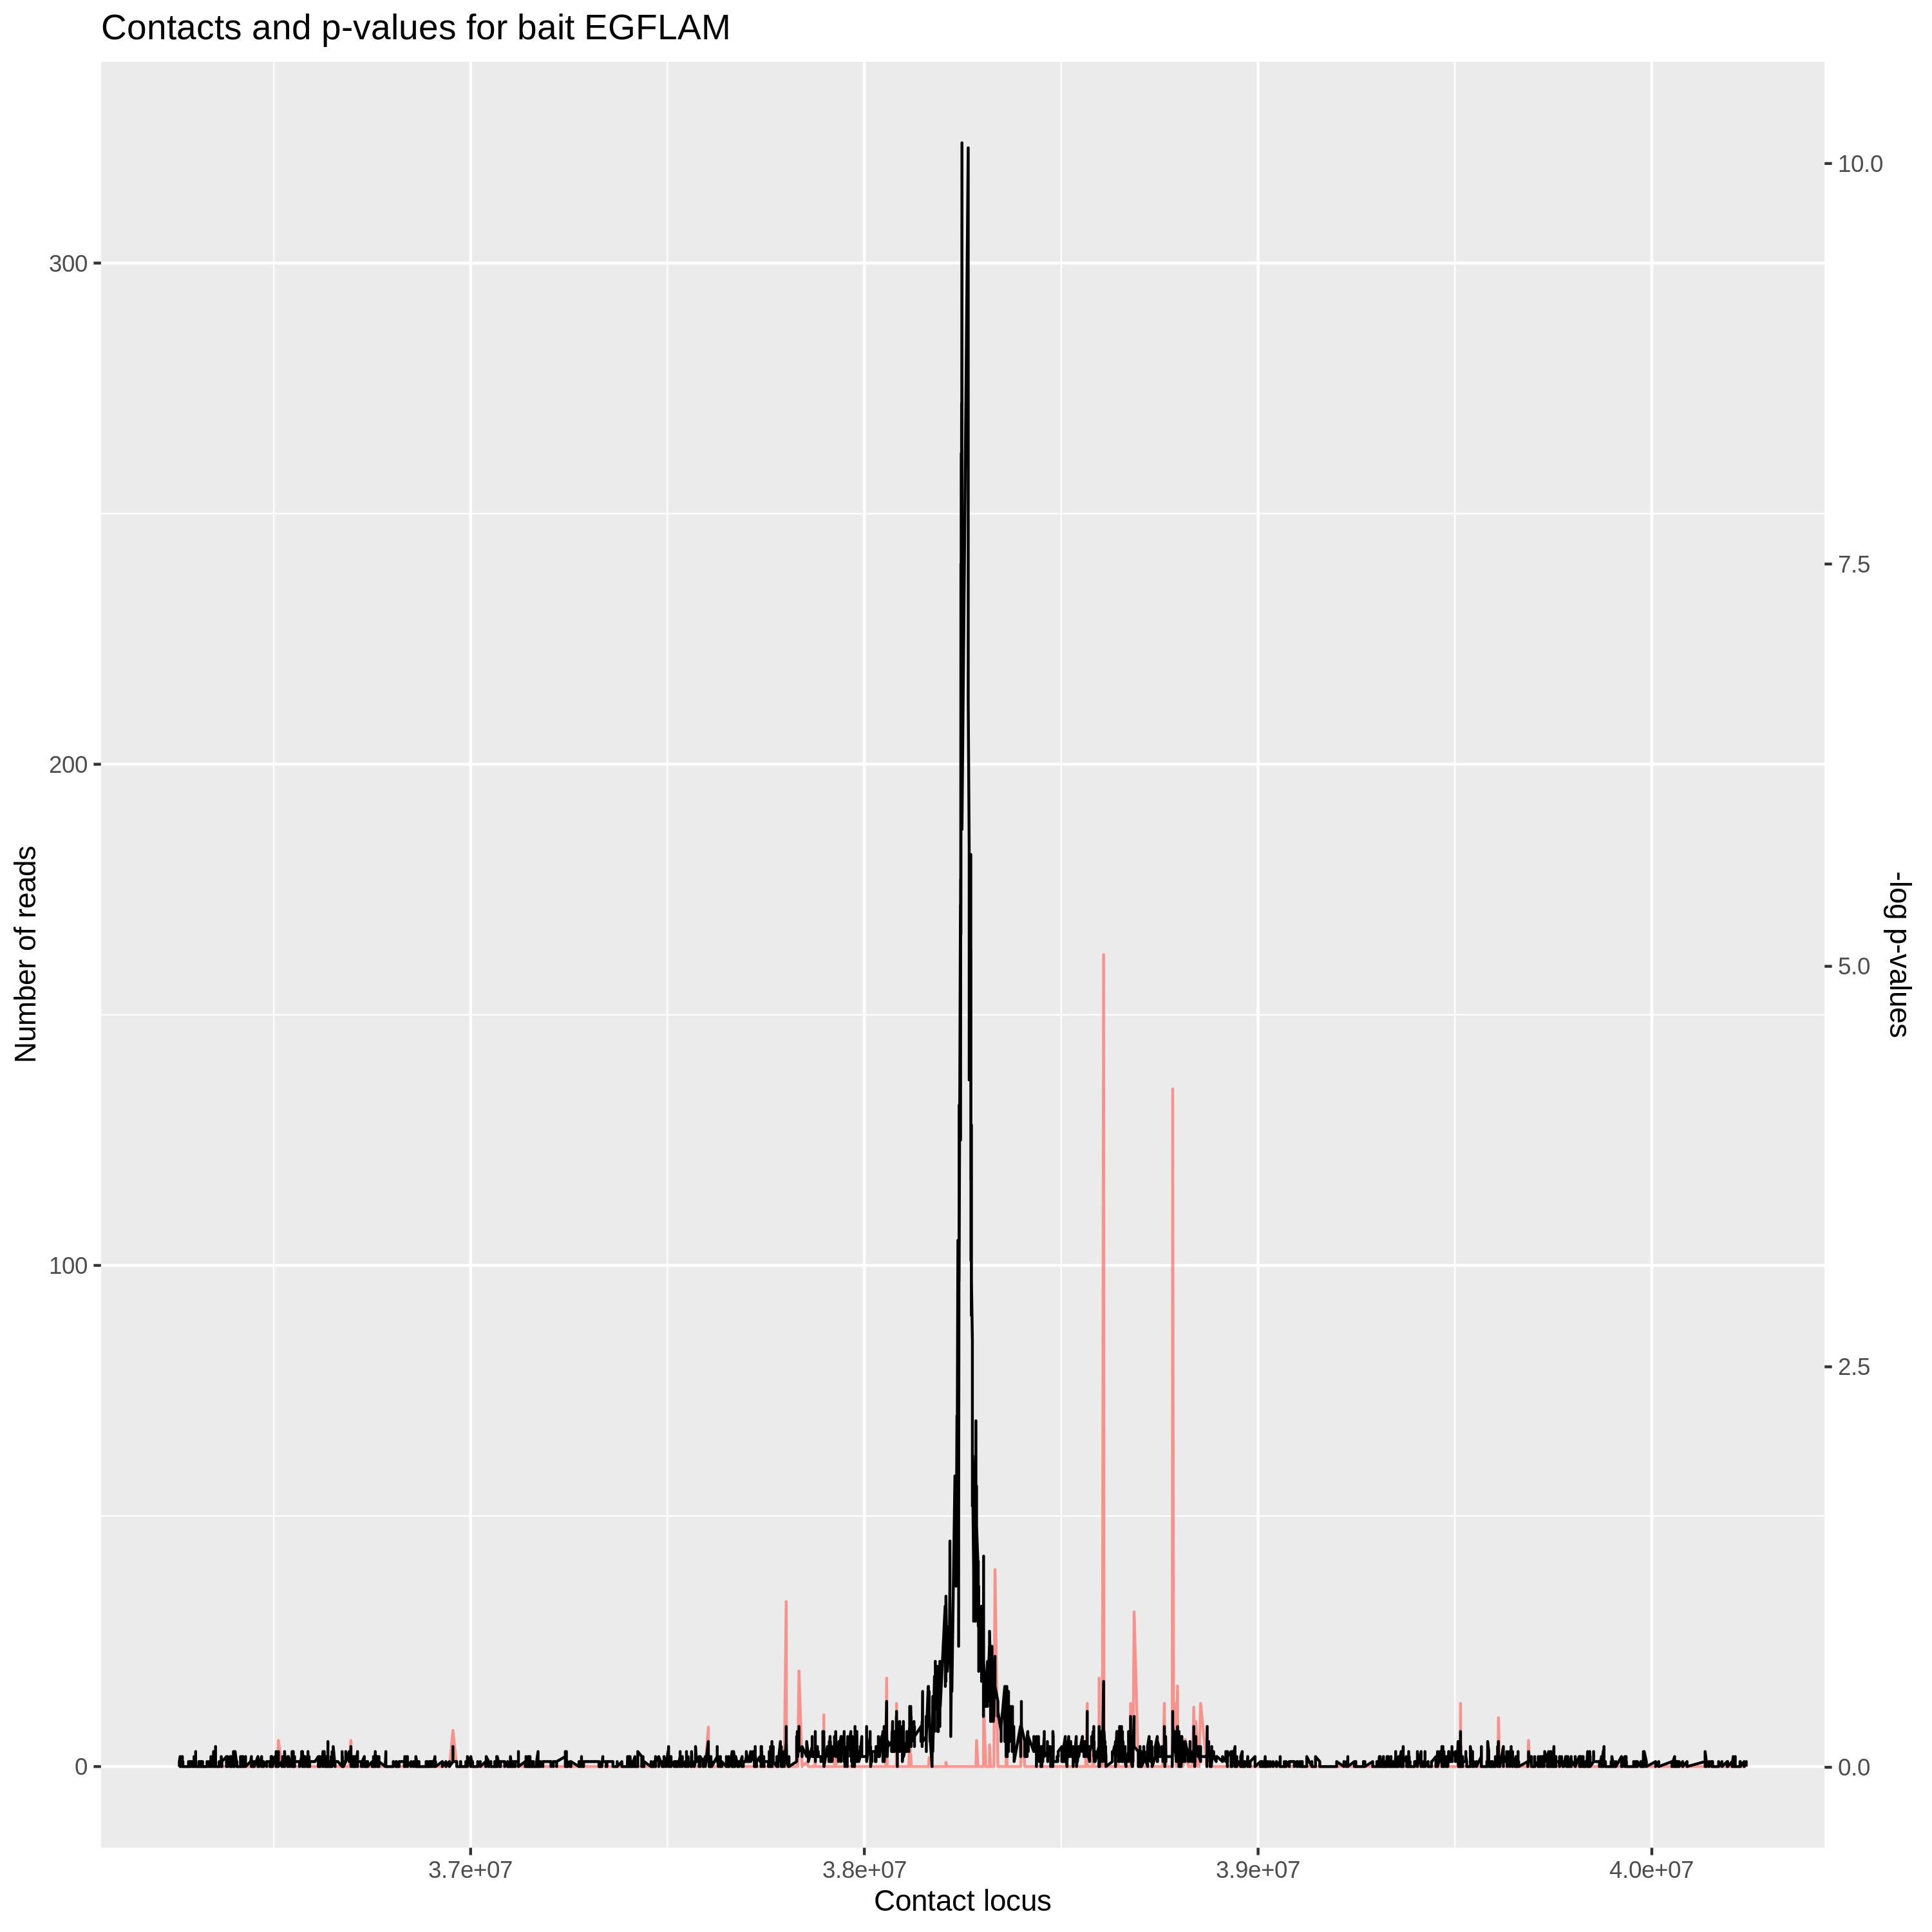 Contacts and p-values for bait EGFLAM
10.0
300
7.5
200
Number of reads
-log p-values
5.0
100
2.5
0
0.0
3.7e+07
3.8e+07
3.9e+07
4.0e+07
Contact locus